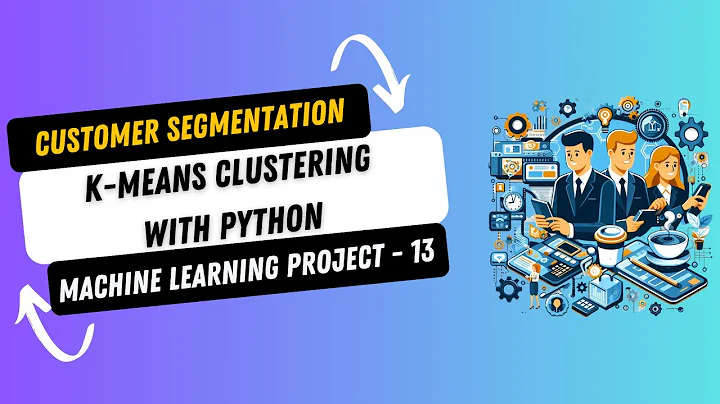 CUSTOMER SEGMENTATION
K-MEANS CLUSTERING
WITH PYTHON
MACHINE LEARNING PROJECT - 13